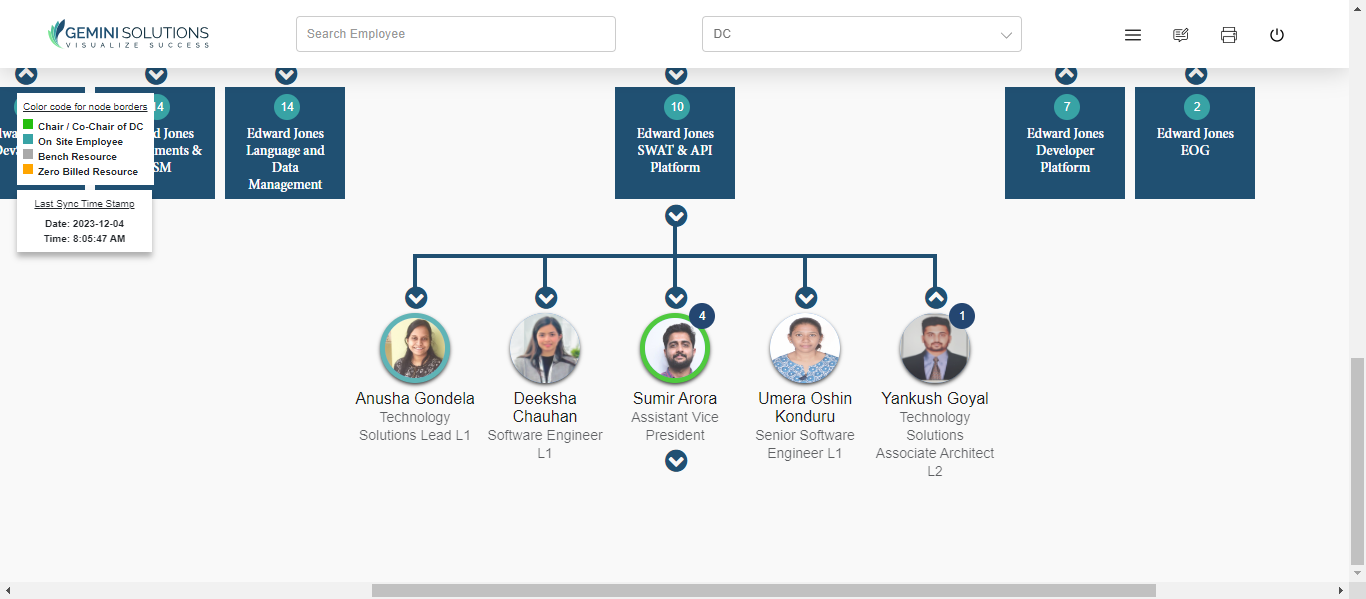 GEMINI SOLUTIONS
VISUALIZE SUCCESS
Search Employee
DC
Color code for node borders
Chair / Co-Chair of DC
On Site Employee
Bench Resource
Zero Billed Resource
Last Sync Time Stamp
Date: 2023-12-04
Time: 8:05:47 AM
14
d Jones
ments &
SM
14
Edward Jones
Language and
Data
Management
10
Edward Jones
SWAT & API
Platform
7
Edward Jones
Developer
Platform
2
Edward Jones
EOG
Anusha Gondela
Technology
Solutions Lead L1
Deeksha
Chauhan
Software Engineer
L1
4
Sumir Arora
Assistant Vice
President
Umera Oshin
Konduru
Senior Software
Engineer L1
1
Yankush Goyal
Technology
Solutions
Associate Architect
L2